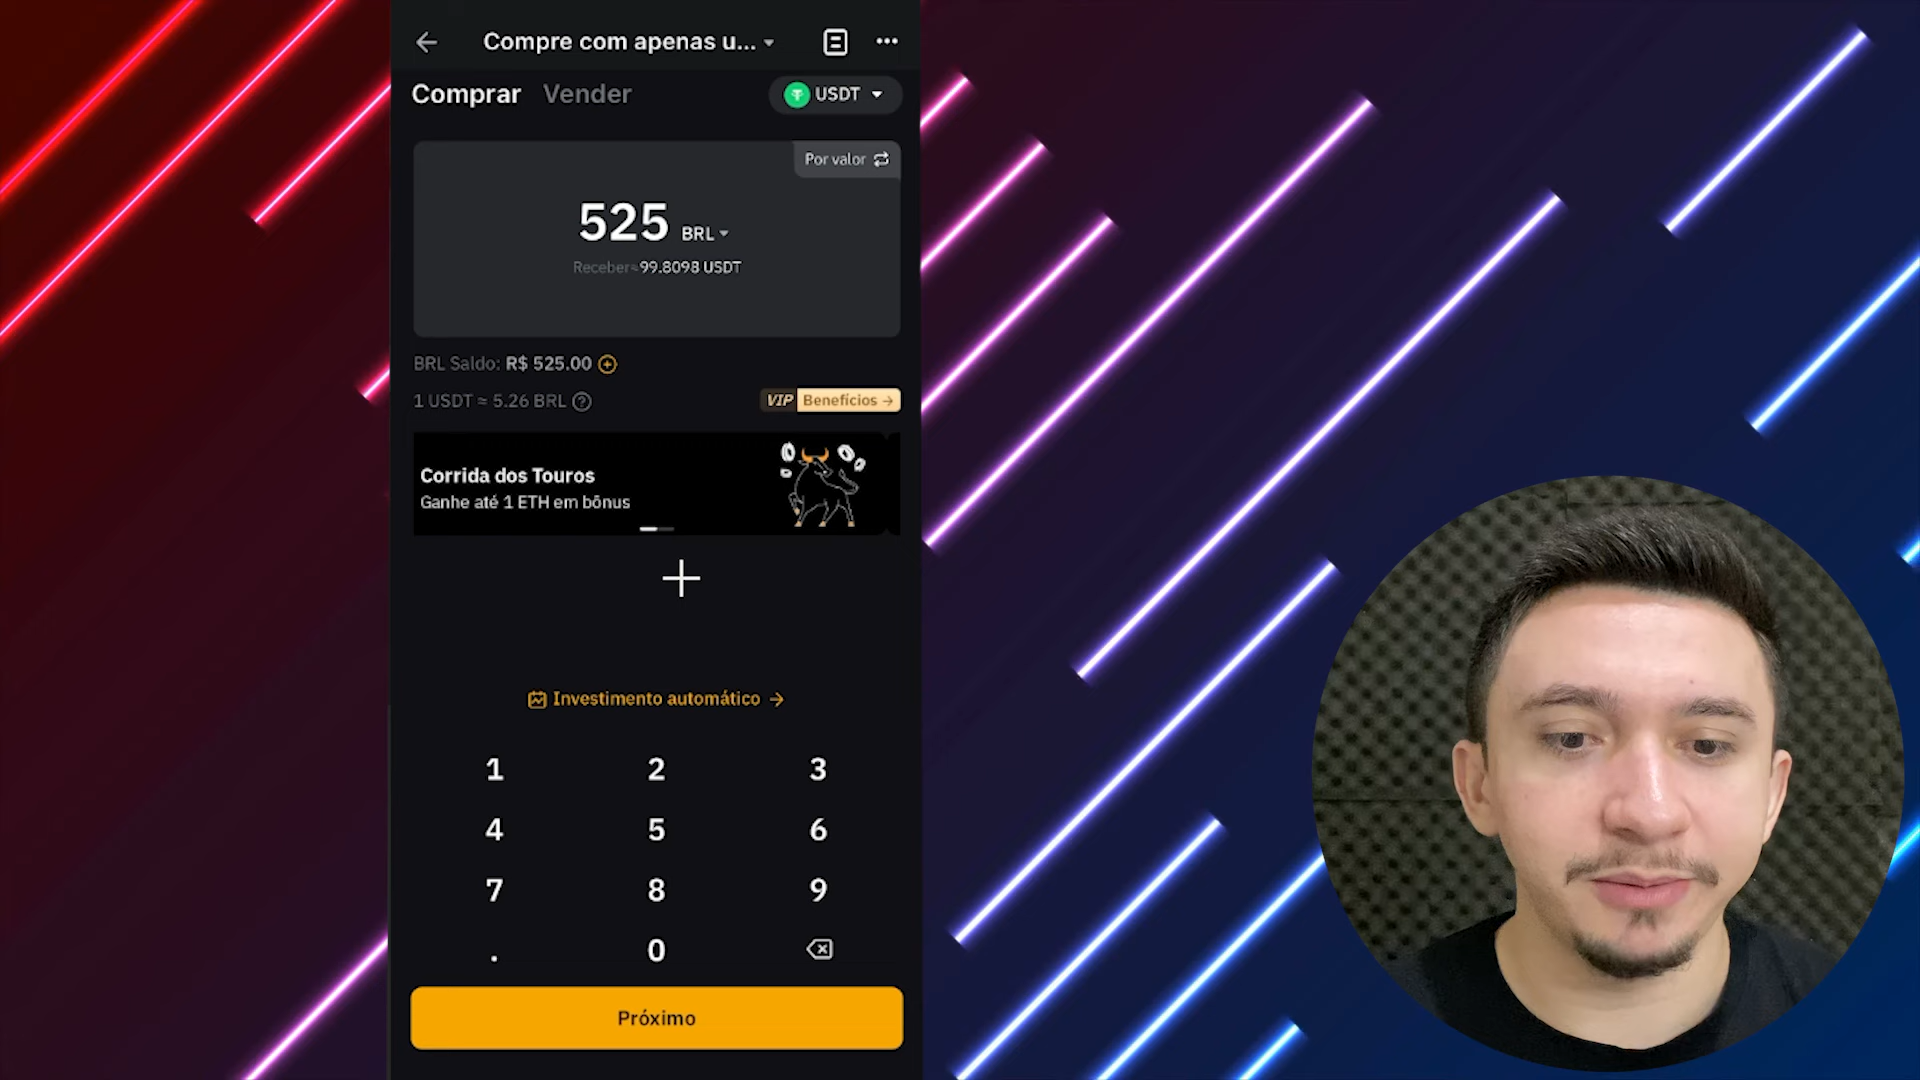 Compre com apenas u...
Comprar Vender USDT
Por valor
525 BRL
Receber≈99.8098 USDT
BRL Saldo: R$ 525.00
1 USDT ≈ 5.26 BRL
VIP Benefícios →
Corrida dos Touros
Ganhe até 1 ETH em bônus
Investimento automático →
1 2 3
4 5 6
7 8 9
. 0
Próximo